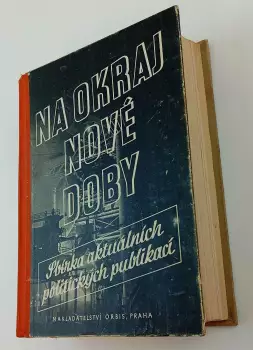 NA OKRAJ
NOVÉ
DOBY
Sbírka aktuálních
politických publikací
NAKLADATELSTVÍ ORBIS, PRAHA